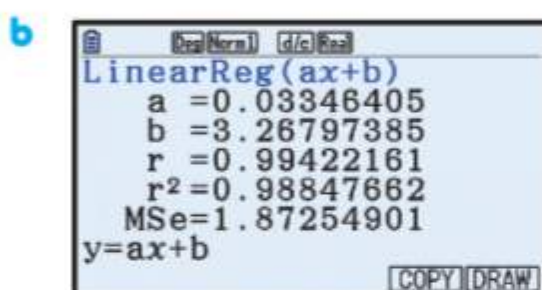 b
Deg Norm1 d/c Real
LinearReg(ax+b)
a =0.03346405
b =3.26797385
r =0.99422161
r²=0.98847662
MSe=1.87254901
y=ax+b
COPY DRAW